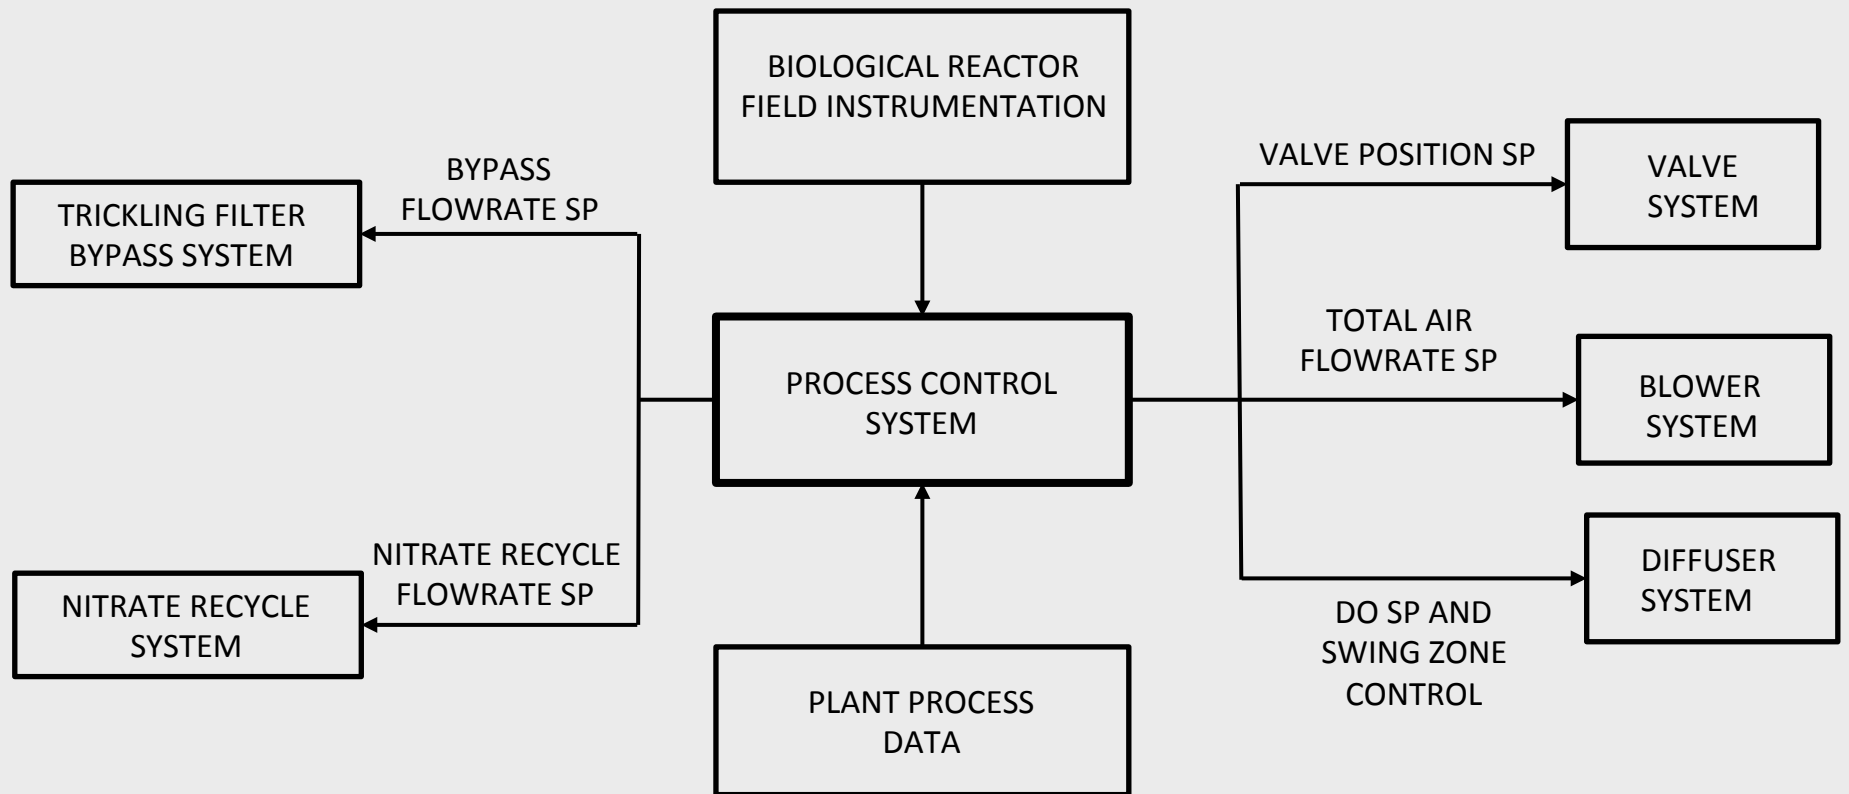 BIOLOGICAL REACTOR
FIELD INSTRUMENTATION
BYPASS
FLOWRATE SP
TRICKLING FILTER
BYPASS SYSTEM
VALVE POSITION SP
VALVE
SYSTEM
TOTAL AIR
FLOWRATE SP
PROCESS CONTROL
SYSTEM
BLOWER
SYSTEM
NITRATE RECYCLE
FLOWRATE SP
NITRATE RECYCLE
SYSTEM
DIFFUSER
SYSTEM
DO SP AND
SWING ZONE
CONTROL
PLANT PROCESS
DATA